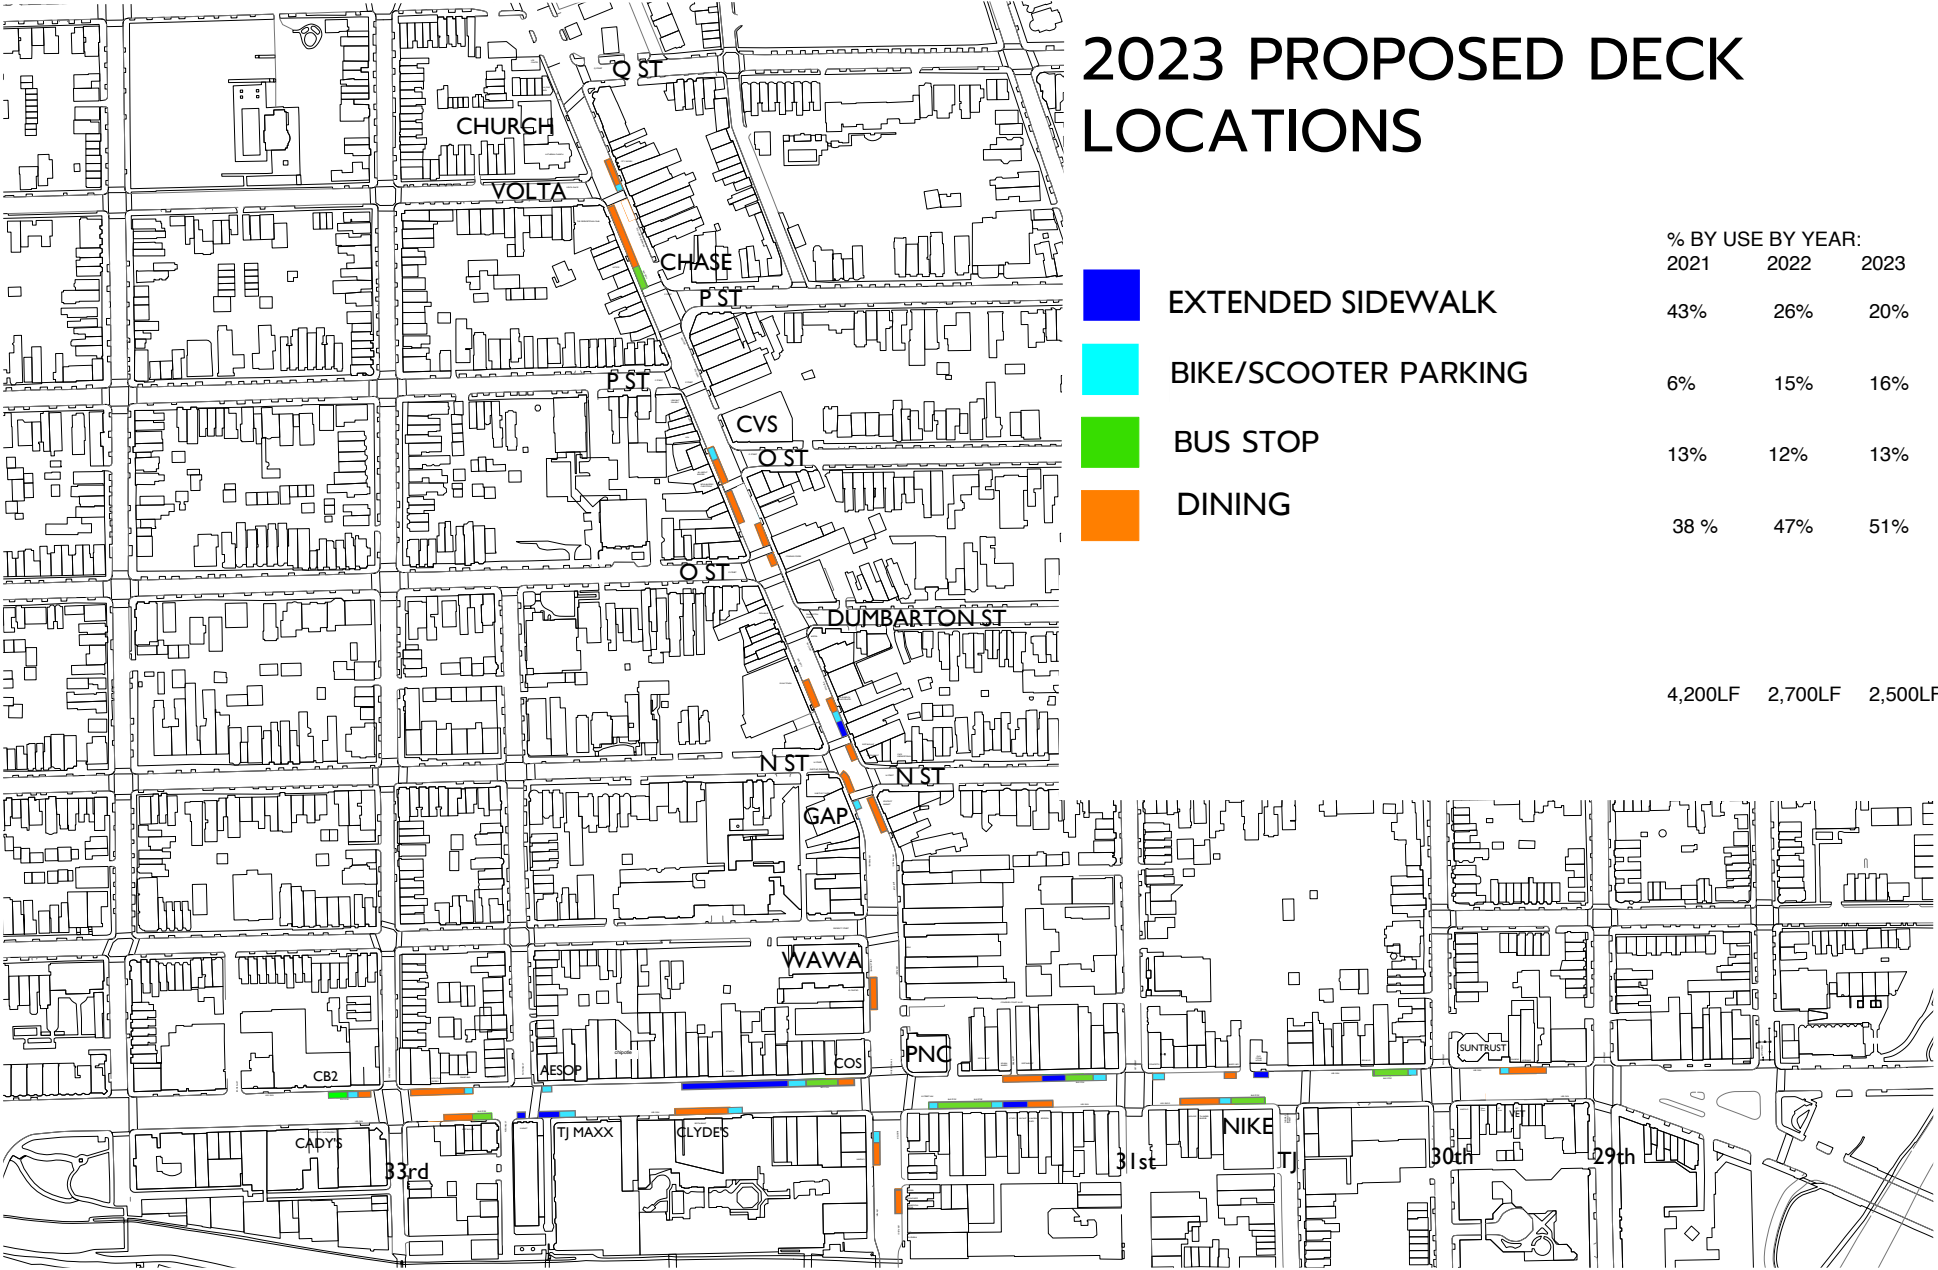 2023 PROPOSED DECK
LOCATIONS
% BY USE BY YEAR:
2021 2022 2023
EXTENDED SIDEWALK 43% 26% 20%
BIKE/SCOOTER PARKING 6% 15% 16%
BUS STOP 13% 12% 13%
DINING 38 % 47% 51%
4,200LF 2,700LF 2,500LF
Q ST
CHURCH
VOLTA
CHASE
P ST
P ST
CVS
O ST
O ST
DUMBARTON ST
N ST
N ST
GAP
WAWA
PNC
SUNTRUST
chipotle
COS
AESOP
CB2
VET
NIKE
TJ MAXX
CLYDE'S
CADY'S
33rd
31st
TJ
30th
29th